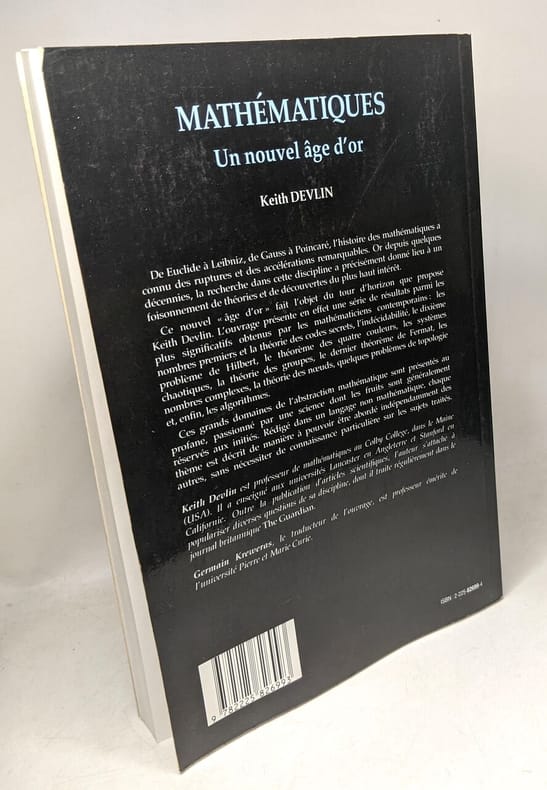 MATHÉMATIQUES
Un nouvel âge d'or
Keith DEVLIN
De Euclide à Leibniz, de Gauss à Poincaré, l'histoire des mathématiques a
connu des ruptures et des accélérations remarquables. Or depuis quelques
décennies, la recherche dans cette discipline a précisément donné lieu à un
foisonnement de théories et de découvertes du plus haut intérêt.
Ce nouvel « âge d'or » fait l'objet du tour d'horizon que propose
Keith Devlin. L'ouvrage présente en effet une série de résultats parmi les
plus significatifs obtenus par les mathématiciens contemporains : les
nombres premiers et la théorie des codes secrets, l'indécidabilité, le dixième
problème de Hilbert, le théorème des quatre couleurs, les systèmes
chaotiques, la théorie des groupes, le dernier théorème de Fermat, les
nombres complexes, la théorie des nœuds, quelques problèmes de topologie
et, enfin, les algorithmes.
Ces grands domaines de l'abstraction mathématique sont présentés au
profane, passionné par une science dont les fruits sont généralement
réservés aux initiés. Rédigé dans un langage non mathématique, chaque
thème est décrit de manière à pouvoir être abordé indépendamment des
autres, sans nécessiter de connaissance particulière sur les sujets traités.
Keith Devlin est professeur de mathématiques au Colby College, dans le Maine
(USA). Il a enseigné aux universités Lancaster en Angleterre et Stanford en
Californie. Outre la publication d'articles scientifiques, l'auteur s'attache à
populariser diverses questions de sa discipline, dont il traite régulièrement dans le
journal britannique The Guardian.
Germain Kreweras, le traducteur de l'ouvrage, est professeur émérite de
l'université Pierre et Marie-Curie.
ISBN : 2-225-82699-4
9 782225 826993